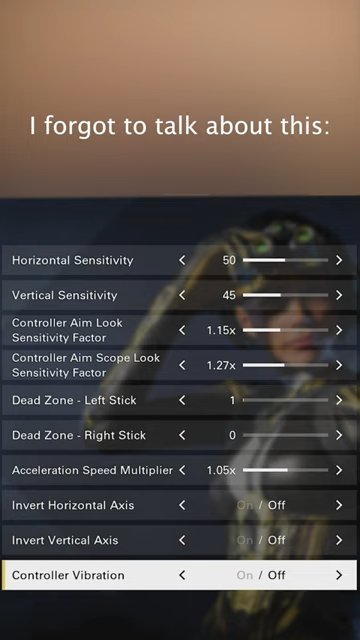 I forgot to talk about this:
Horizontal Sensitivity < 50 >
Vertical Sensitivity < 45 >
Controller Aim Look
Sensitivity Factor < 1.15x >
Controller Aim Scope Look
Sensitivity Factor < 1.27x >
Dead Zone - Left Stick < 1 >
Dead Zone - Right Stick < 0 >
Acceleration Speed Multiplier < 1.05x >
Invert Horizontal Axis < On / Off >
Invert Vertical Axis < On / Off >
Controller Vibration < On / Off >